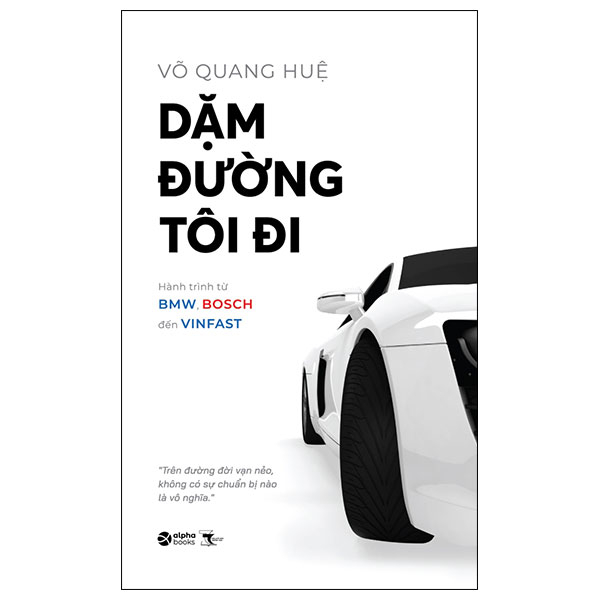 VÕ QUANG HUỆ
DẶM
ĐƯỜNG
TÔI ĐI
Hành trình từ
BMW, BOSCH
đến VINFAST
“Trên đường đời vạn nẻo,
không có sự chuẩn bị nào
là vô nghĩa.”
alpha
books